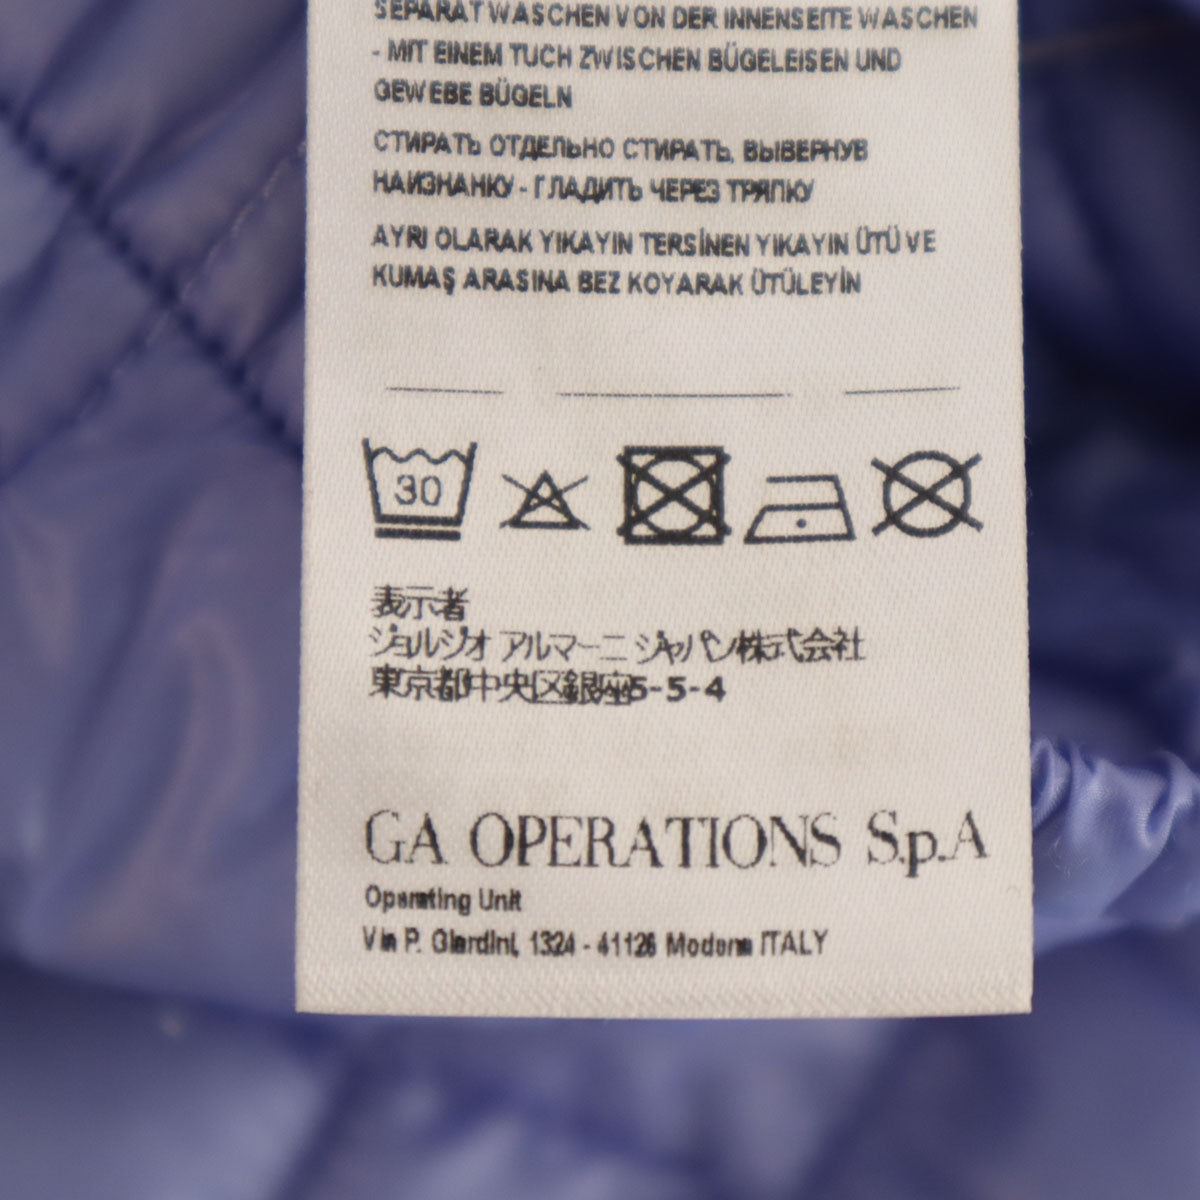 SEPARAT WASCHEN VON DER INNENSEITE WASCHEN
- MIT EINEM TUCH ZWISCHEN BÜGELEISEN UND
GEWEBE BÜGELN
СТИРАТЬ ОТДЕЛЬНО СТИРАТЬ, ВЫВЕРНУВ
НАИЗНАНКУ - ГЛАДИТЬ ЧЕРЕЗ ТРЯПКУ
AYRI OLARAK YIKAYIN TERSİNEN YIKAYIN ÜTÜ VE
KUMAŞ ARASINA BEZ KOYARAK ÜTÜLEYİN
30
表示者
ジョルジオ アルマーニ ジャパン株式会社
東京都中央区銀座5-5-4
GA OPERATIONS S.p.A
Operating Unit
Via P. Giardini, 1324 - 41126 Modena ITALY